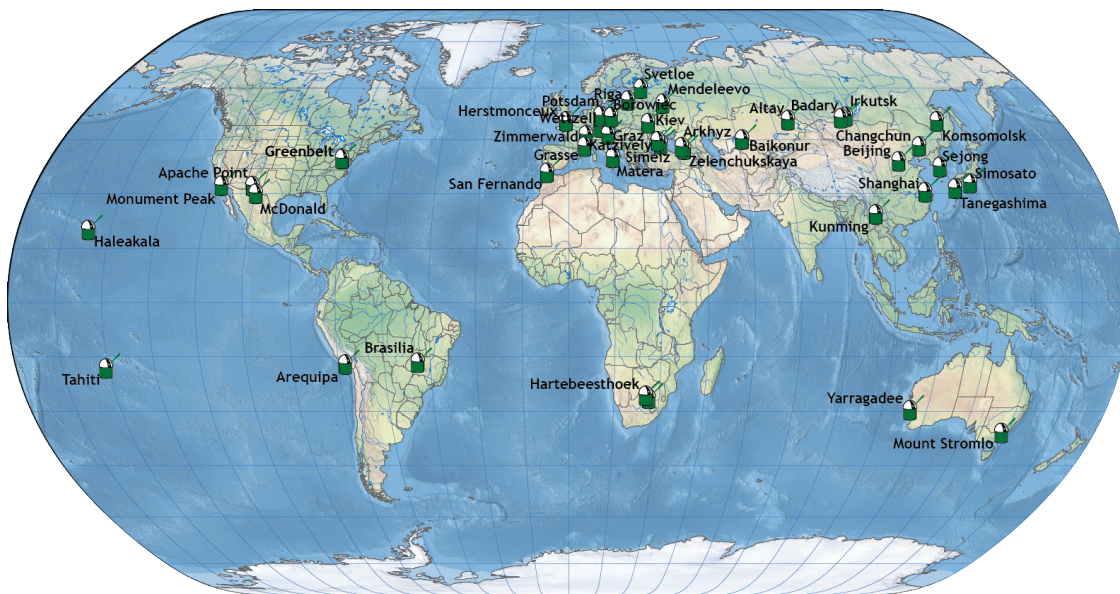 Svetloe
Mendeleevo
Riga
Potsdam
Borowiec
Herstmonceux
Wettzell
Kiev
Altay
Badary
Irkutsk
Zimmerwald
Graz
Arkhyz
Changchun
Komsomolsk
Katzively
Baikonur
Greenbelt
Grasse
Simeiz
Zelenchukskaya
Beijing
Sejong
Matera
Apache Point
San Fernando
Shanghai
Simosato
Monument Peak
McDonald
Tanegashima
Kunming
Haleakala
Brasilia
Tahiti
Arequipa
Hartebeesthoek
Yarragadee
Mount Stromlo